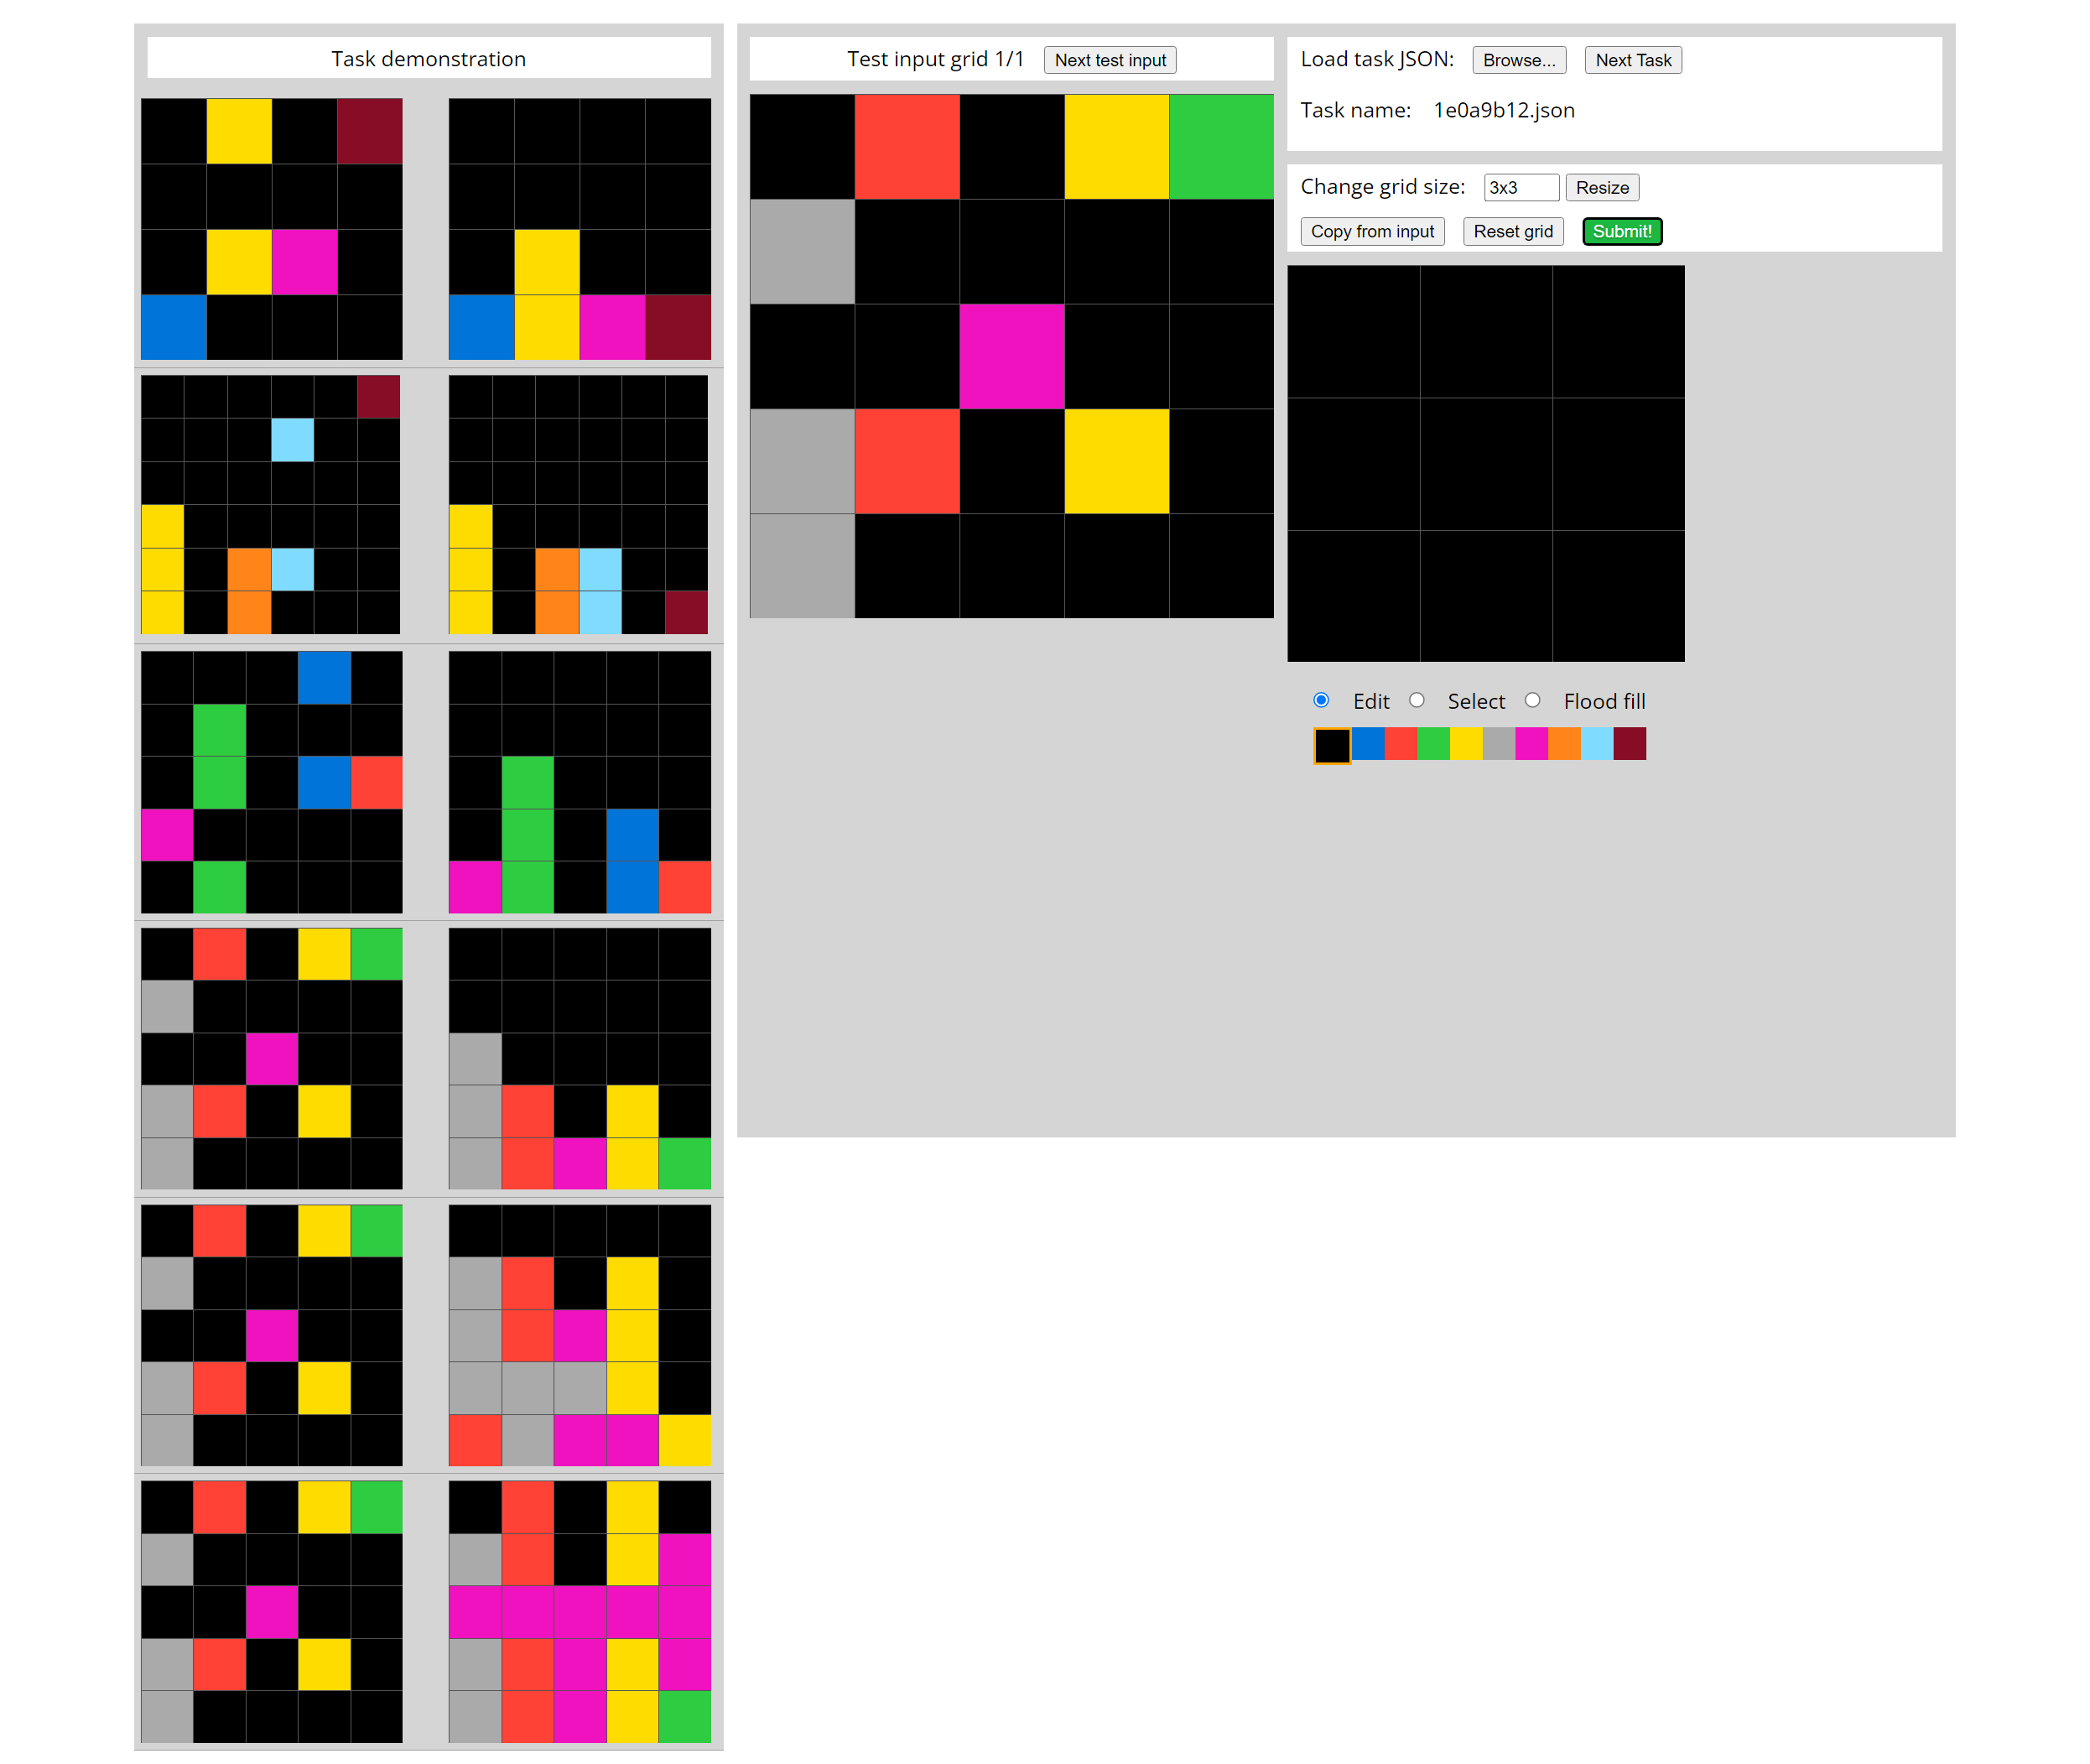 Task demonstration
Test input grid 1/1 Next test input
Load task JSON: Browse... Next Task
Task name: 1e0a9b12.json
Change grid size: 3x3 Resize
Copy from input Reset grid Submit!
Edit Select Flood fill